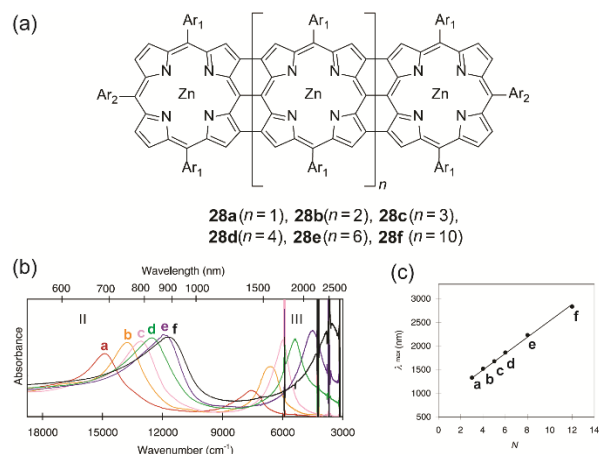 (a)
Ar1 Ar1 Ar1
N N N N N N
Ar2 Zn Zn Zn Ar2
N N N N N N
Ar1 Ar1 n Ar1
28a (n = 1), 28b (n = 2), 28c (n = 3),
28d (n = 4), 28e (n = 6), 28f (n = 10)
(b)
Wavelength (nm)
600 700 800 900 1000 1500 2000 2500
II III
a b c d e f
Absorbance
18000 15000 12000 9000 6000 3000
Wavenumber (cm-1)
(c)
3000
2500
2000
1500
1000
500
λ max (nm)
a b c d e f
0 2 4 6 8 10 12 14
N